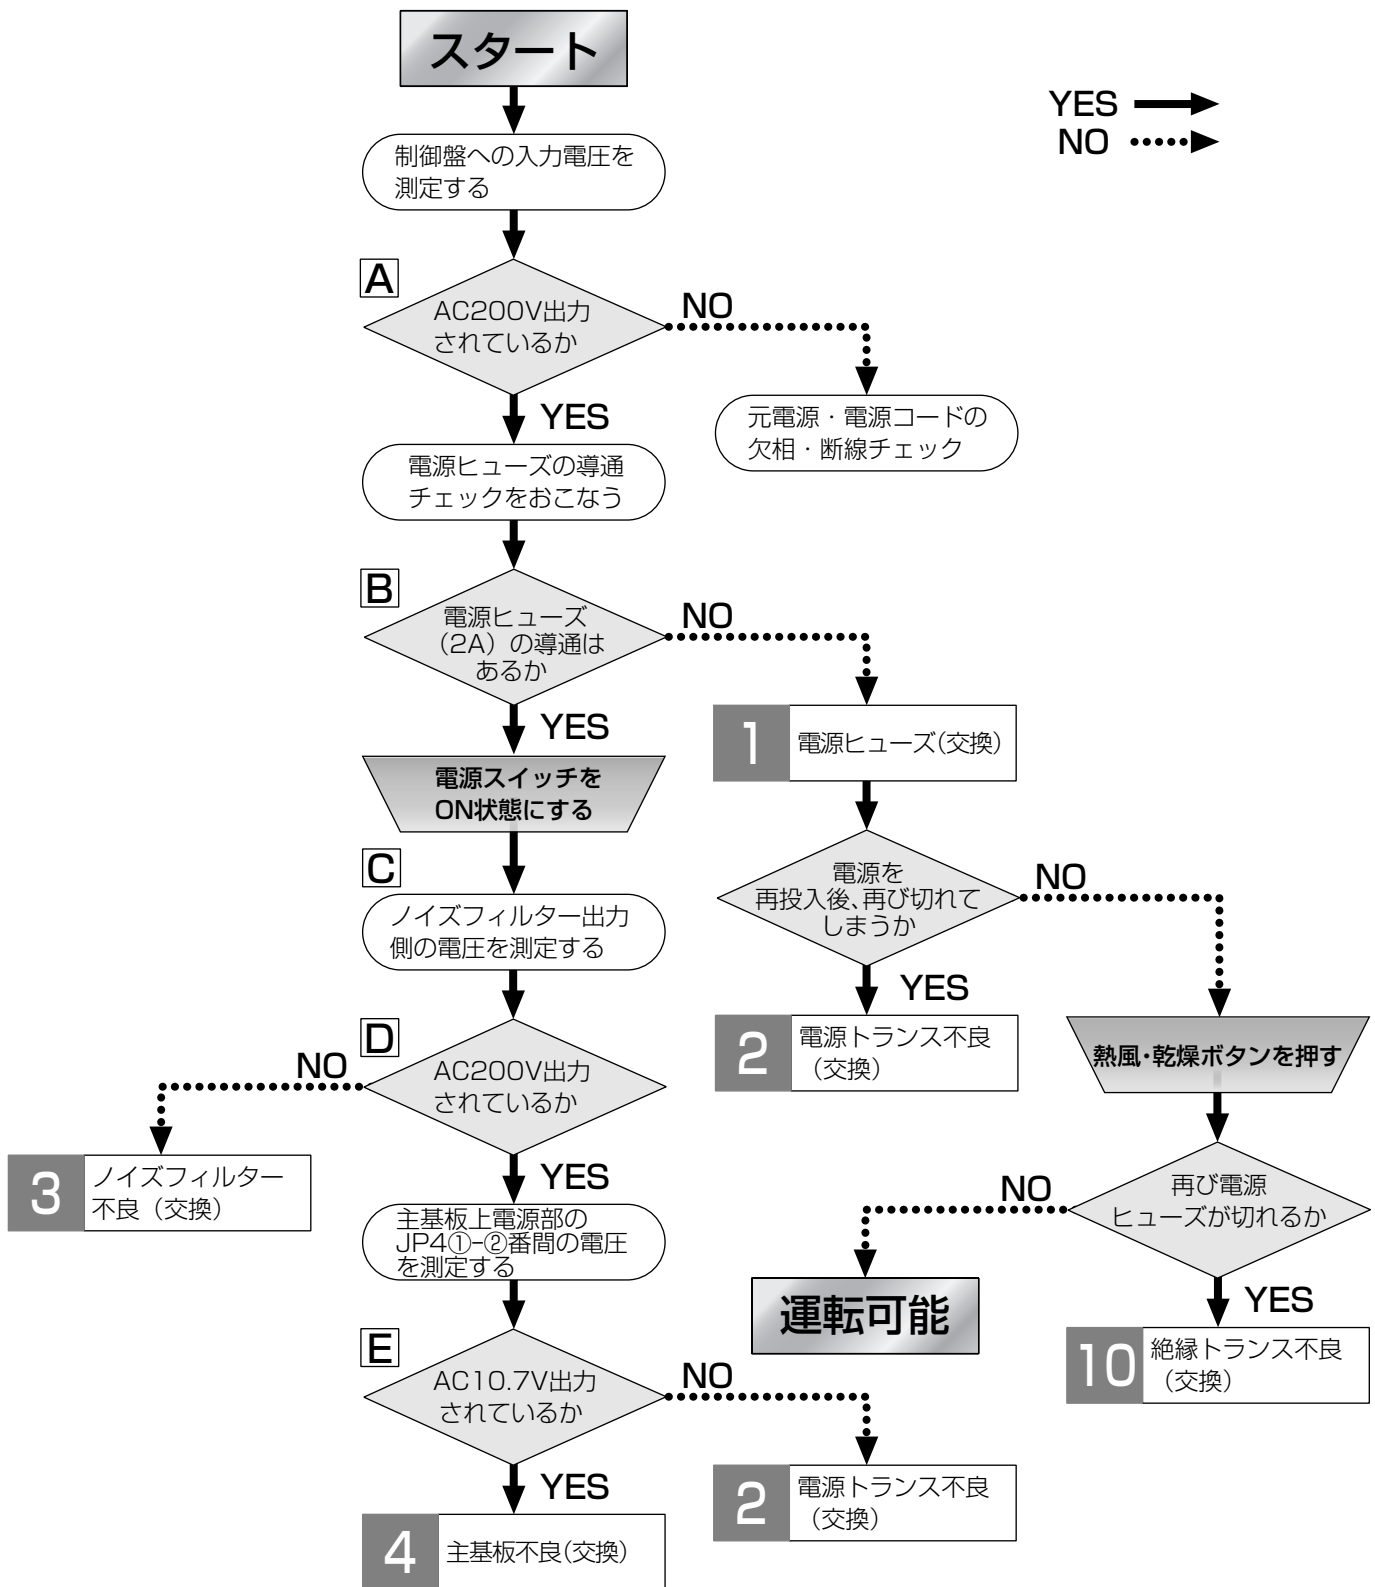 スタート
YES
NO
制御盤への入力電圧を
測定する
A
AC200V出力
されているか
NO
YES
元電源・電源コードの
欠相・断線チェック
電源ヒューズの導通
チェックをおこなう
B
電源ヒューズ
（2A）の導通は
あるか
NO
YES
1
電源ヒューズ(交換)
電源スイッチを
ON状態にする
電源を
再投入後、再び切れて
しまうか
NO
YES
C
ノイズフィルター出力
側の電圧を測定する
2
電源トランス不良
（交換）
熱風・乾燥ボタンを押す
D
AC200V出力
されているか
NO
YES
3
ノイズフィルター
不良（交換）
再び電源
ヒューズが切れるか
NO
YES
主基板上電源部の
JP4①−②番間の電圧
を測定する
運転可能
10
絶縁トランス不良
（交換）
E
AC10.7V出力
されているか
NO
YES
2
電源トランス不良
（交換）
4
主基板不良(交換)